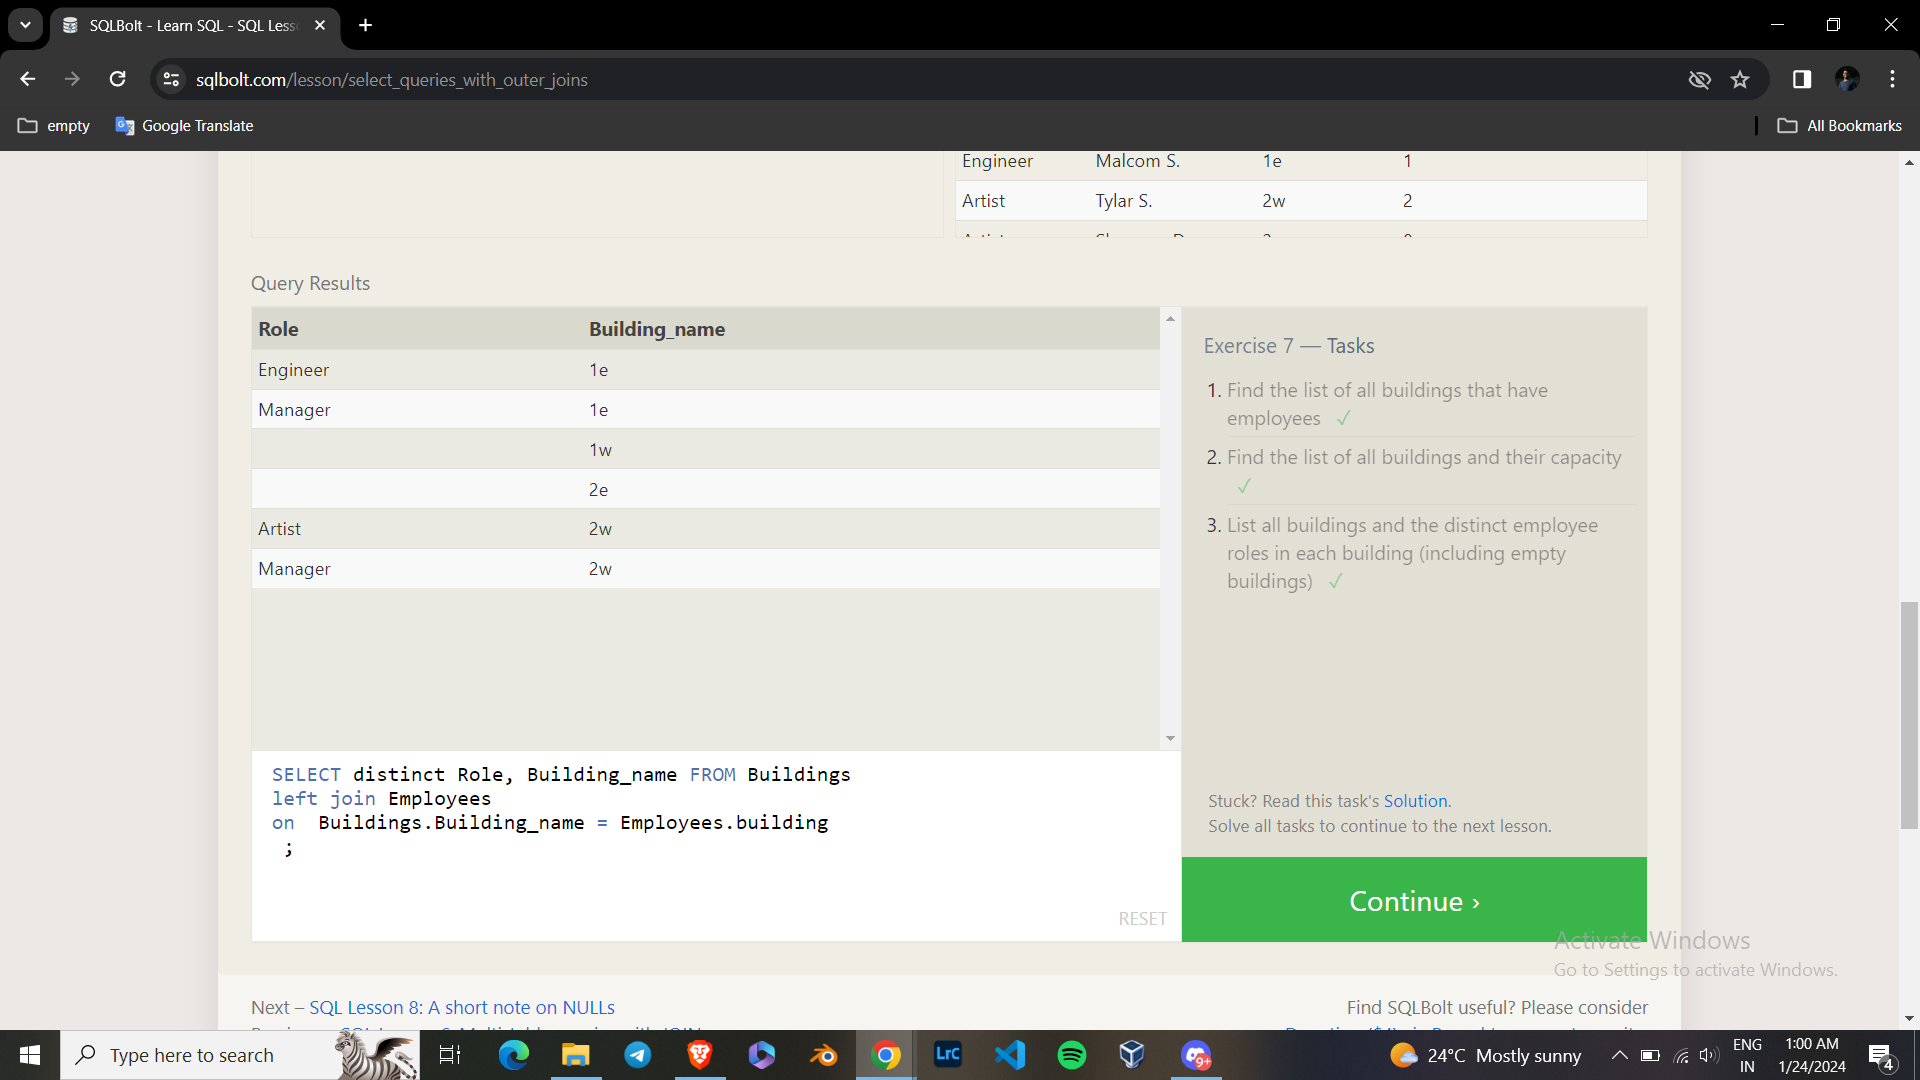 SQLBolt - Learn SQL - SQL Less
sqlbolt.com/lesson/select_queries_with_outer_joins
empty Google Translate All Bookmarks
Engineer Malcom S. 1e 1
Artist Tylar S. 2w 2
Query Results
Role Building_name
Engineer 1e
Manager 1e
1w
2e
Artist 2w
Manager 2w
Exercise 7 — Tasks
1. Find the list of all buildings that have
employees ✓
2. Find the list of all buildings and their capacity
✓
3. List all buildings and the distinct employee
roles in each building (including empty
buildings) ✓
SELECT distinct Role, Building_name FROM Buildings
left join Employees
on Buildings.Building_name = Employees.building
;
RESET
Stuck? Read this task's Solution.
Solve all tasks to continue to the next lesson.
Continue ›
Activate Windows
Go to Settings to activate Windows.
Next – SQL Lesson 8: A short note on NULLs
Find SQLBolt useful? Please consider
Type here to search
LrC
9+
24°C Mostly sunny
ENG
IN
1:00 AM
1/24/2024
4